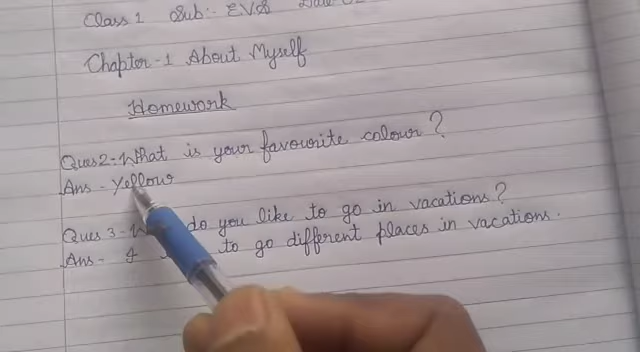 Class 1 Sub:- EVS
Chapter-1 About Myself
Homework
Ques2- What is your favourite colour?
Ans - Yellow
Ques 3- do you like to go in vacations?
Ans - I to go different places in vacations.